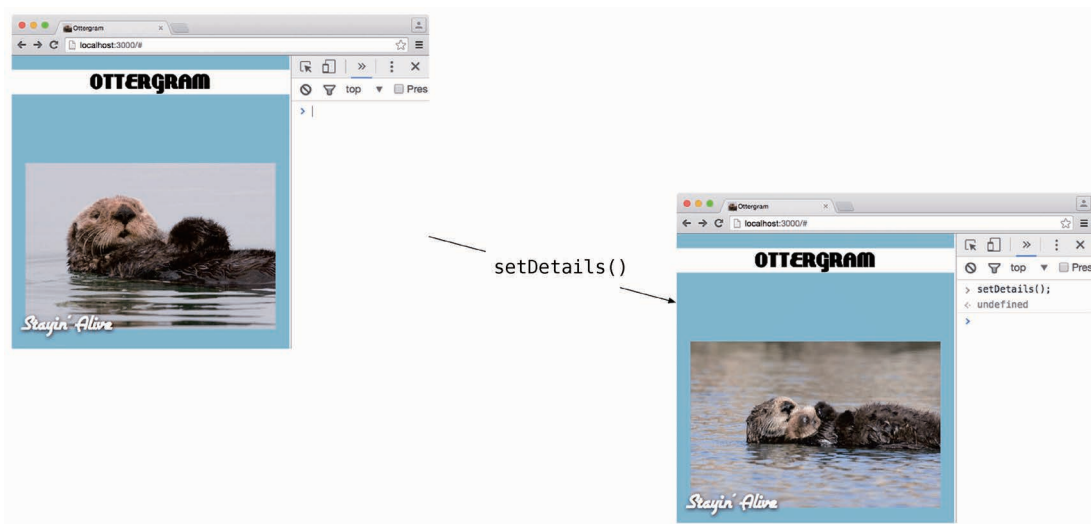 Ottergram
localhost:3000/#
top
Pres
OTTERGRAM
Stayin' Alive
setDetails()
Ottergram
localhost:3000/#
top
Pres
setDetails();
undefined
OTTERGRAM
Stayin' Alive